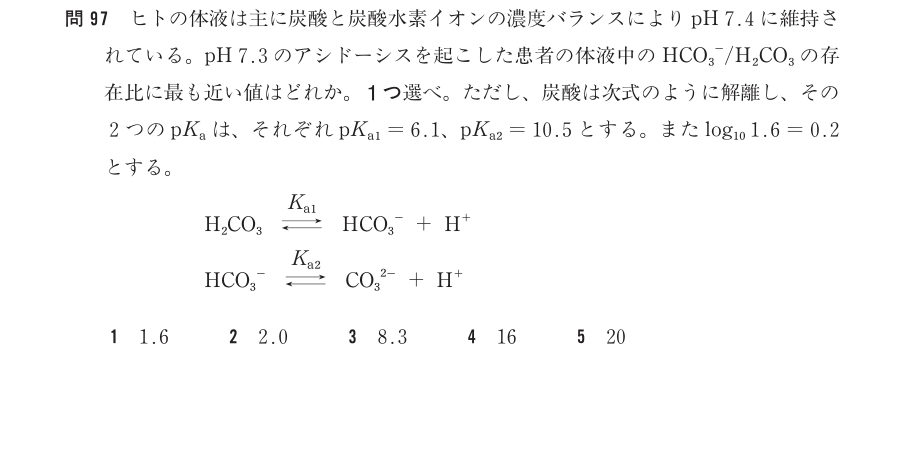 問97 ヒトの体液は主に炭酸と炭酸水素イオンの濃度バランスにより pH 7.4 に維持さ
れている。pH 7.3 のアシドーシスを起こした患者の体液中の HCO₃⁻/H₂CO₃ の存
在比に最も近い値はどれか。1つ選べ。ただし、炭酸は次式のように解離し、その
2つの pKₐ は、それぞれ pKₐ₁ = 6.1、pKₐ₂ = 10.5 とする。また log₁₀ 1.6 = 0.2
とする。
Kₐ₁
H₂CO₃ ⇄ HCO₃⁻ + H⁺
Kₐ₂
HCO₃⁻ ⇄ CO₃²⁻ + H⁺
1 1.6 2 2.0 3 8.3 4 16 5 20